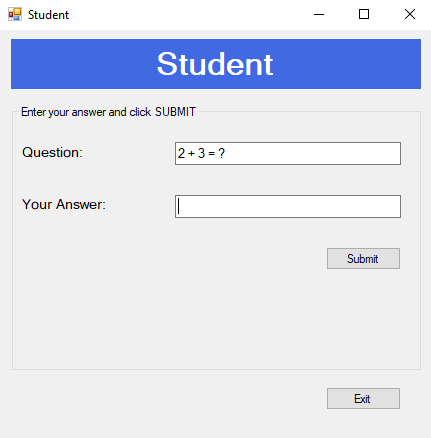 Student
Student
Enter your answer and click SUBMIT
Question:
2 + 3 = ?
Your Answer:
Submit
Exit